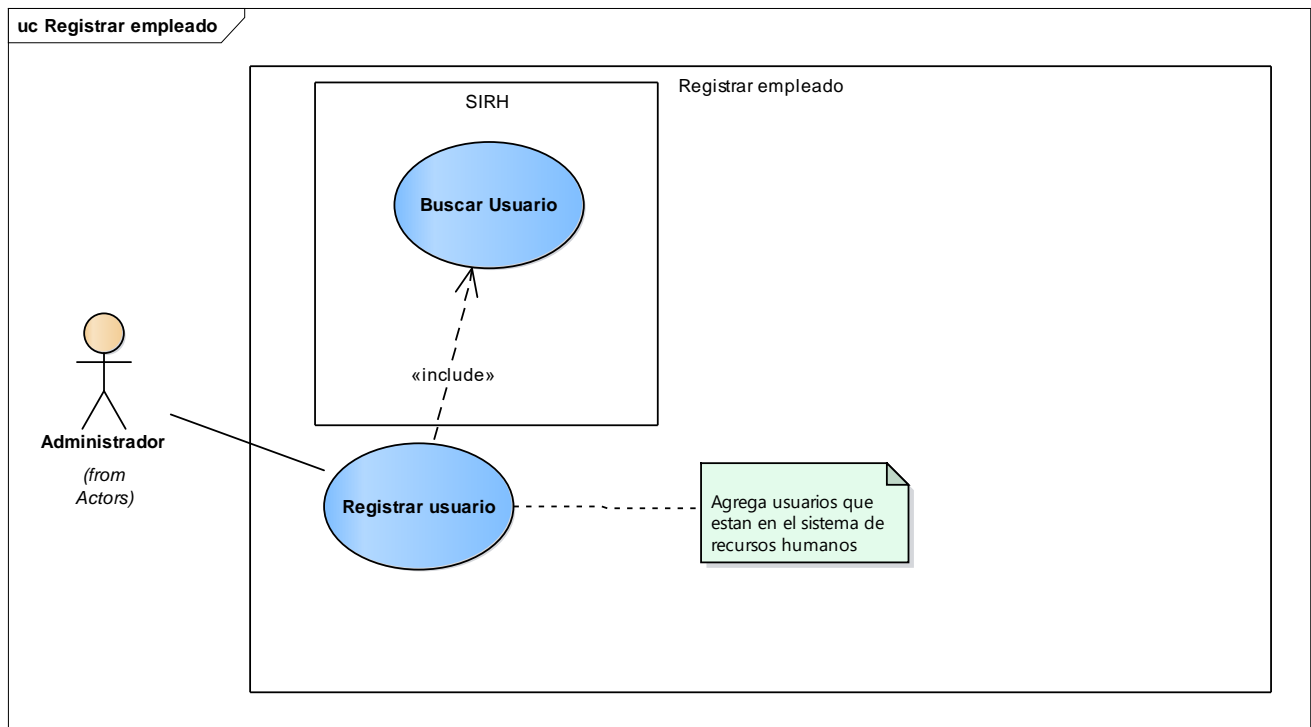 uc Registrar empleado
Registrar empleado
SIRH
Buscar Usuario
«include»
Administrador
(from
Actors)
Registrar usuario
Agrega usuarios que
estan en el sistema de
recursos humanos